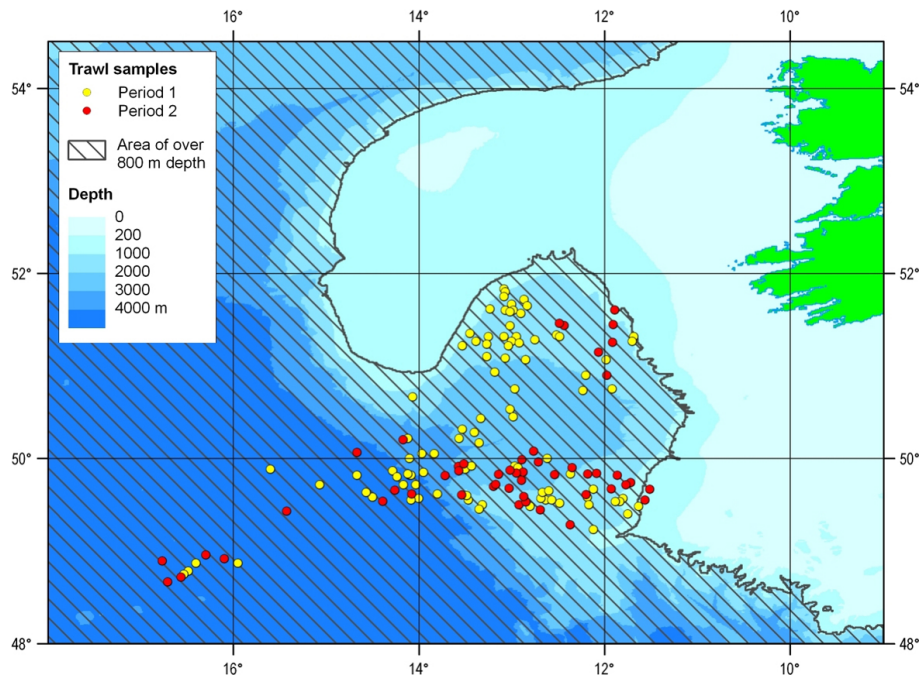 16° 14° 12° 10°
54° 54°
Trawl samples
Period 1
Period 2
Area of over
800 m depth
Depth
0
200
1000
2000
3000
4000 m
52° 52°
50° 50°
48° 48°
16° 14° 12° 10°